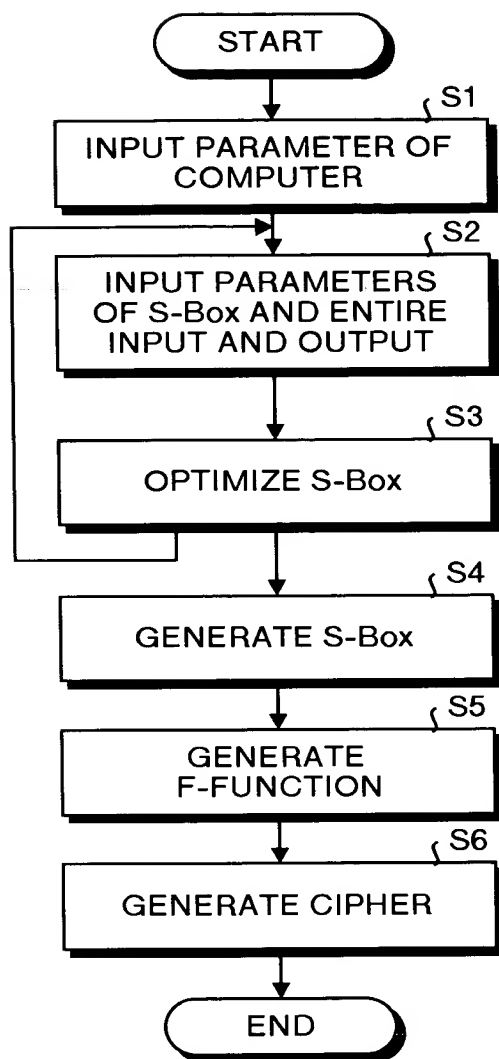 START
S1
INPUT PARAMETER OF
COMPUTER
S2
INPUT PARAMETERS
OF S-Box AND ENTIRE
INPUT AND OUTPUT
S3
OPTIMIZE S-Box
S4
GENERATE S-Box
S5
GENERATE
F-FUNCTION
S6
GENERATE CIPHER
END